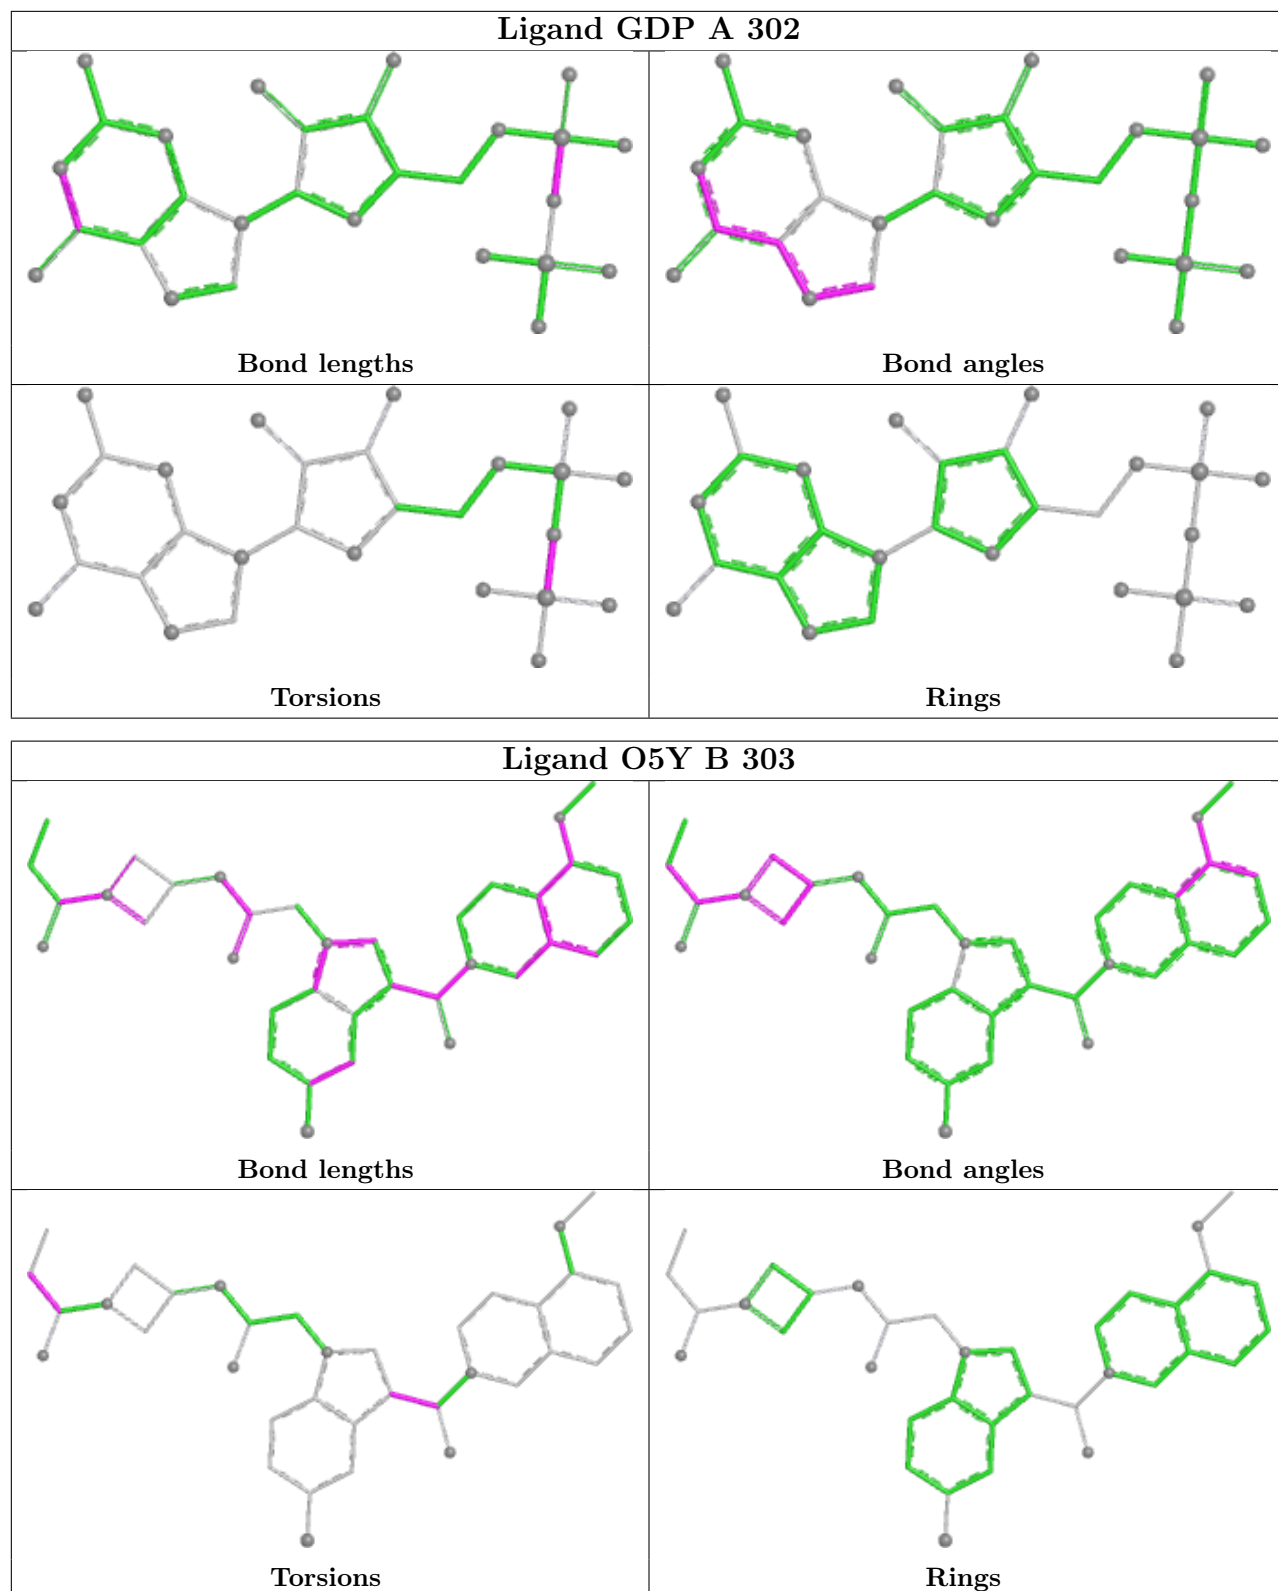 Ligand GDP A 302
Bond lengths
Bond angles
Torsions
Rings
Ligand O5Y B 303
Bond lengths
Bond angles
Torsions
Rings